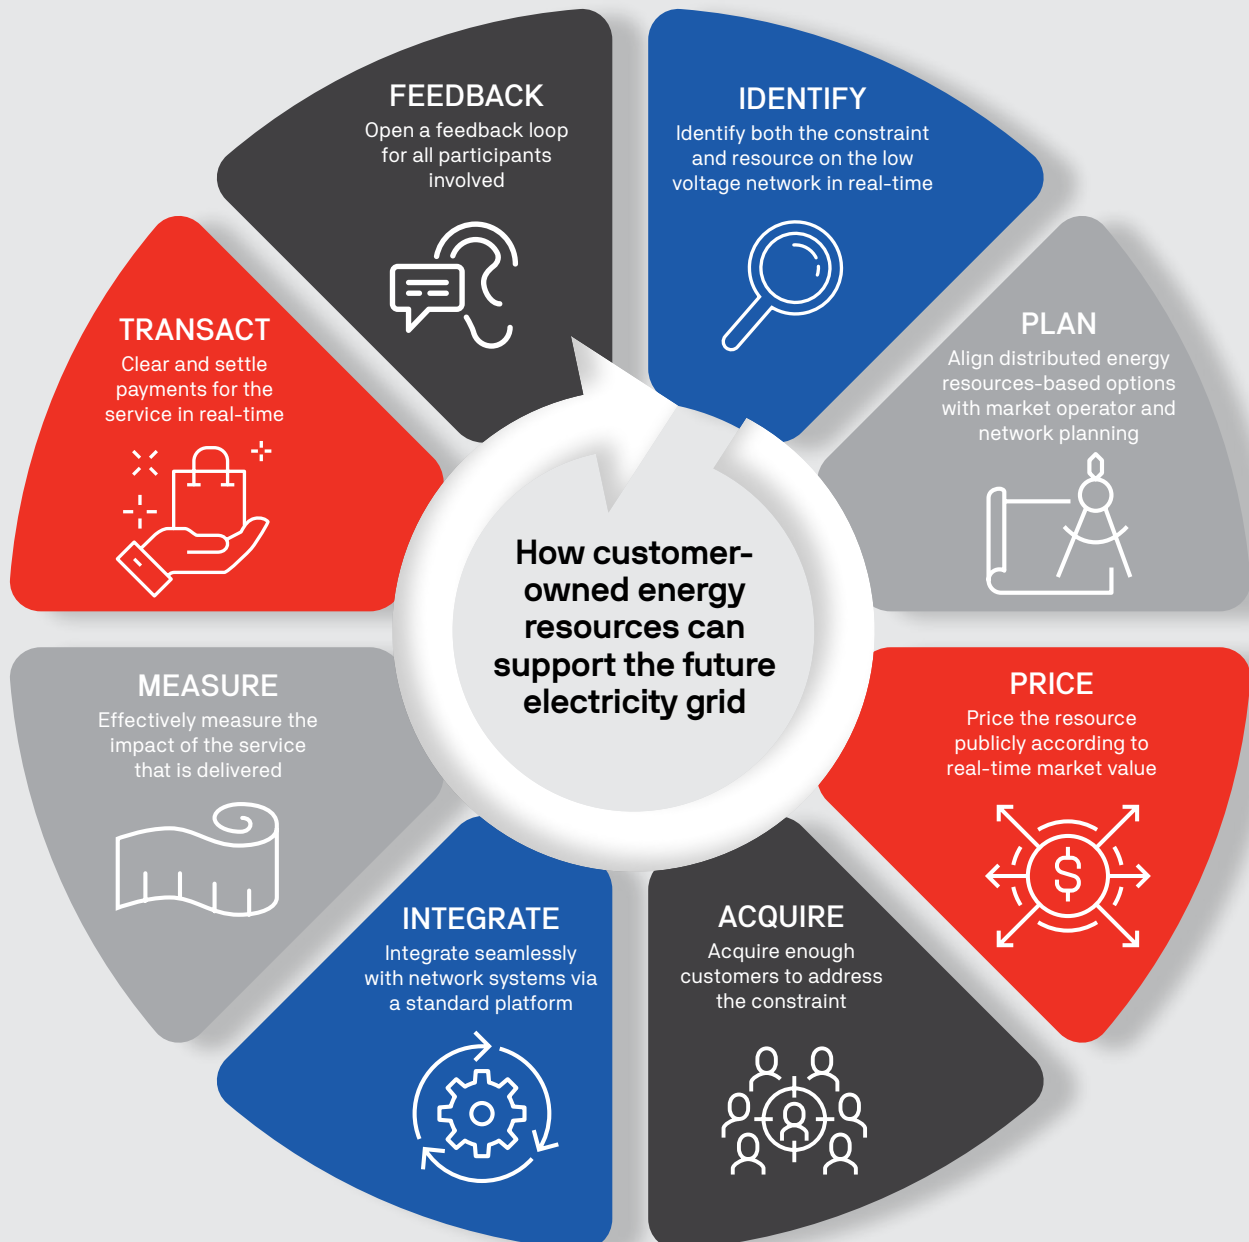 How customer-
owned energy
resources can
support the future
electricity grid
IDENTIFY
Identify both the constraint
and resource on the low
voltage network in real-time
PLAN
Align distributed energy
resources-based options
with market operator and
network planning
PRICE
Price the resource
publicly according to
real-time market value
$
ACQUIRE
Acquire enough
customers to address
the constraint
INTEGRATE
Integrate seamlessly
with network systems via
a standard platform
MEASURE
Effectively measure the
impact of the service
that is delivered
TRANSACT
Clear and settle
payments for the
service in real-time
FEEDBACK
Open a feedback loop
for all participants
involved